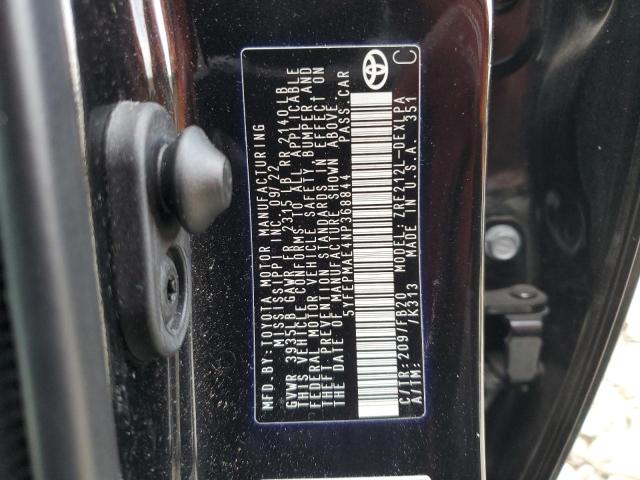 MFD. BY: TOYOTA MOTOR MANUFACTURING
MISSISSIPPI INC. 09/22
GVWR 3935LB GAWR FR 2315 LB RR 2140LB
THIS VEHICLE CONFORMS TO ALL APPLICABLE
FEDERAL MOTOR VEHICLE SAFETY BUMPER AND
THEFT PREVENTION STANDARDS IN EFFECT ON
THE DATE OF MANUFACTURE SHOWN ABOVE.
5YFEPMAE4NP368844 PASS. CAR
C
C/TR: 209/FB20 MODEL: ZRE212L-DEXLPA
A/TM: /K313 MADE IN U.S.A. 351